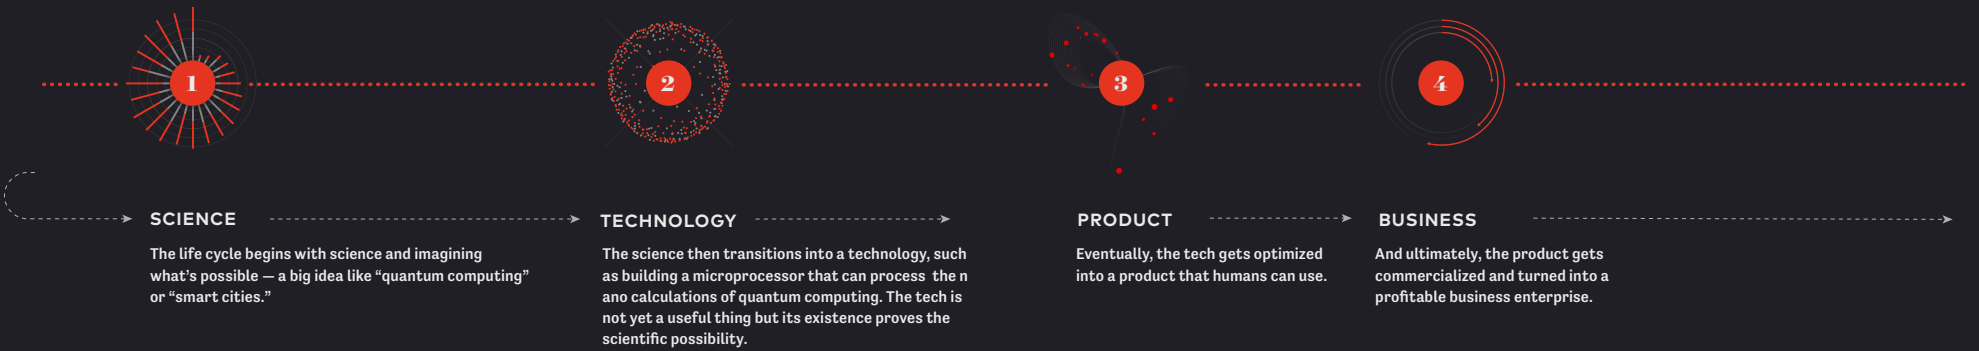 1
2
3
4
SCIENCE
The life cycle begins with science and imagining
what’s possible — a big idea like “quantum computing”
or “smart cities.”
TECHNOLOGY
The science then transitions into a technology, such
as building a microprocessor that can process the n
ano calculations of quantum computing. The tech is
not yet a useful thing but its existence proves the
scientific possibility.
PRODUCT
Eventually, the tech gets optimized
into a product that humans can use.
BUSINESS
And ultimately, the product gets
commercialized and turned into a
profitable business enterprise.